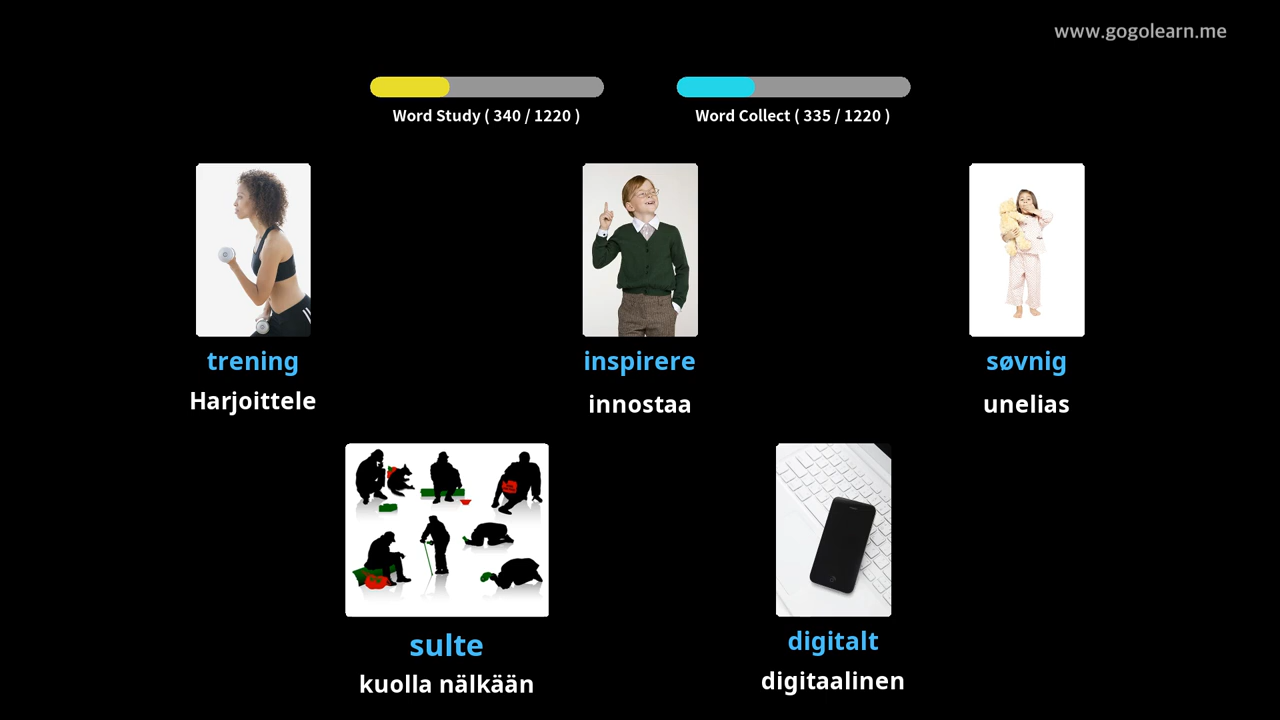 www.gogolearn.me
Word Study ( 340 / 1220 )
Word Collect ( 335 / 1220 )
trening
Harjoittele
inspirere
innostaa
søvnig
unelias
sulte
kuolla nälkään
digitalt
digitaalinen